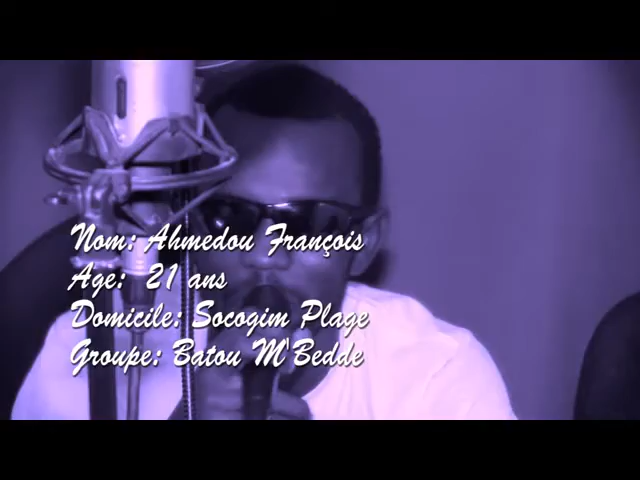 Nom: Ahmedou François
Age: 21 ans
Domicile: Socogim Plage
Groupe: Batou M'Bedde